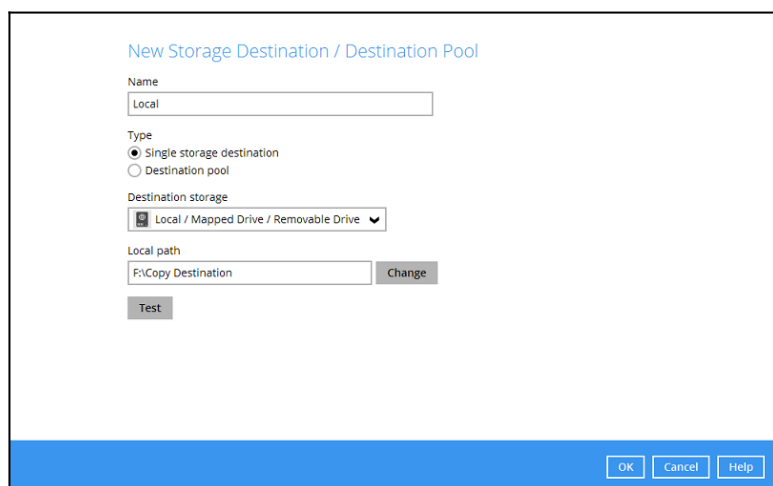 New Storage Destination / Destination Pool
Name
Local
Type
Single storage destination
Destination pool
Destination storage
Local / Mapped Drive / Removable Drive
Local path
F:\Copy Destination
Change
Test
OK
Cancel
Help